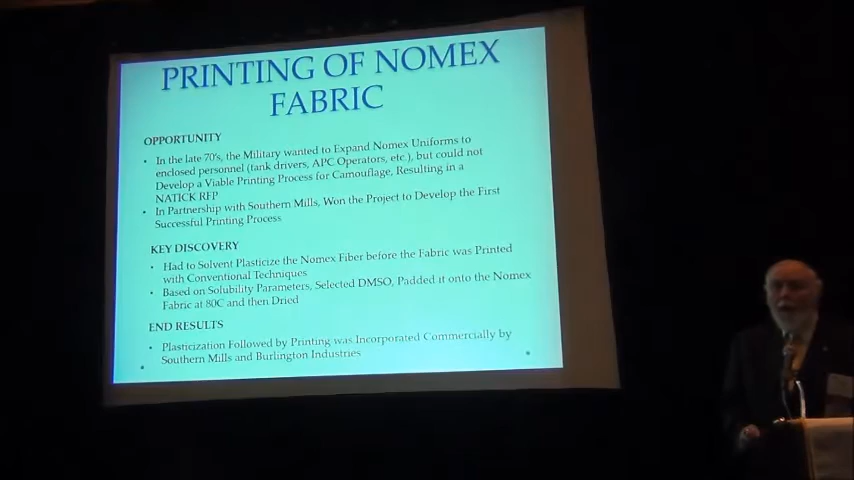 PRINTING OF NOMEX
FABRIC
OPPORTUNITY
• In the late 70's, the Military wanted to Expand Nomex Uniforms to
enclosed personnel (tank drivers, APC Operators, etc.), but could not
Develop a Viable Printing Process for Camouflage, Resulting in a
NATICK RFP
• In Partnership with Southern Mills, Won the Project to Develop the First
Successful Printing Process
KEY DISCOVERY
• Had to Solvent Plasticize the Nomex Fiber before the Fabric was Printed
with Conventional Techniques
• Based on Solubility Parameters, Selected DMSO, Padded it onto the Nomex
Fabric at 80C and then Dried
END RESULTS
• Plasticization Followed by Printing was Incorporated Commercially by
Southern Mills and Burlington Industries